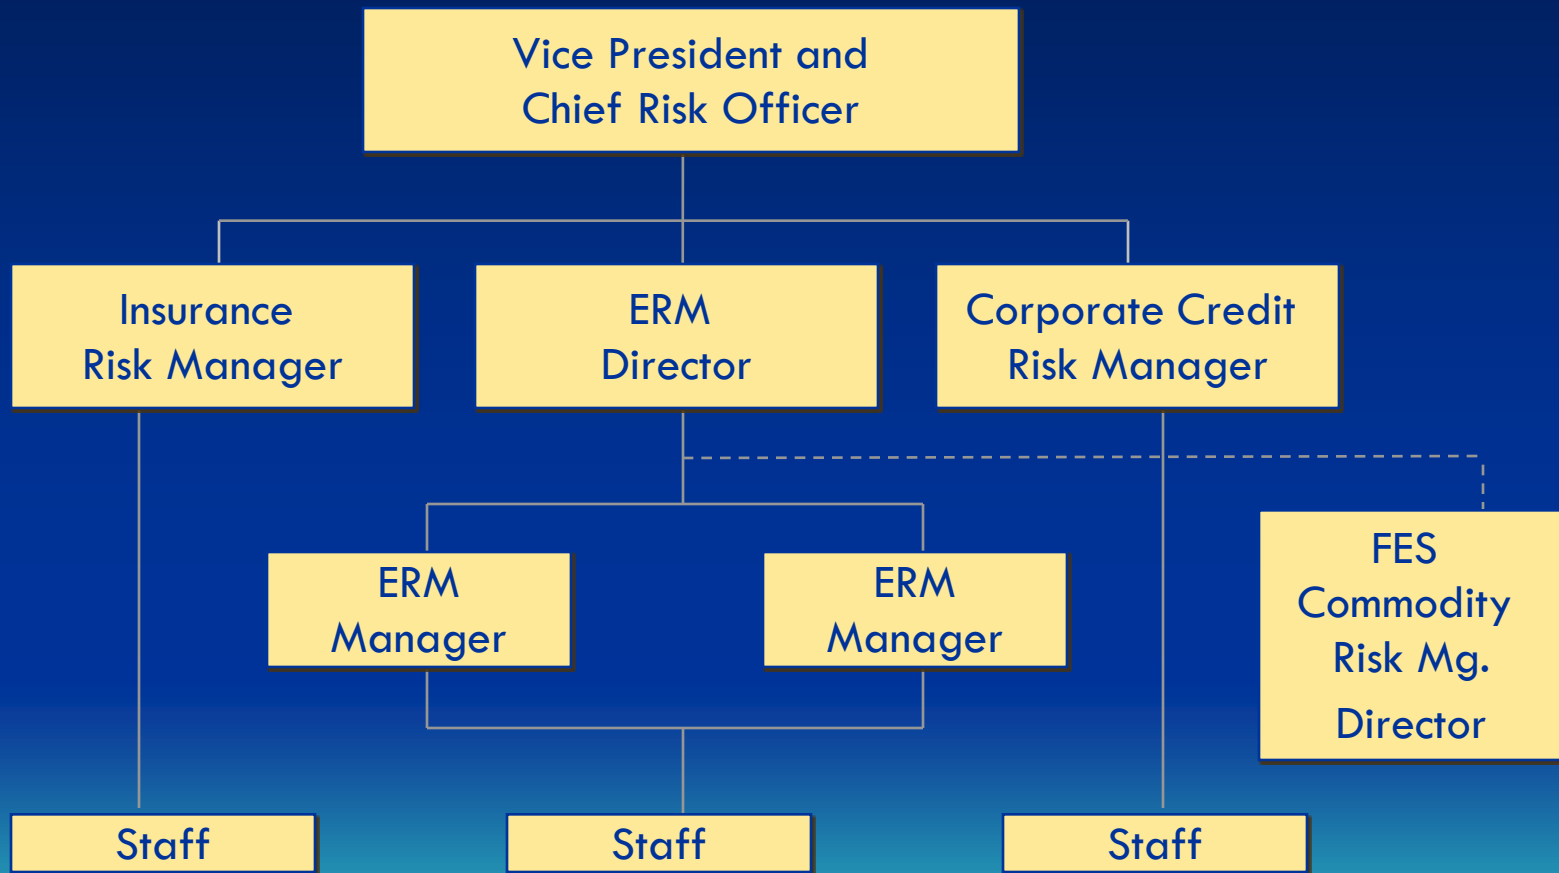 Vice President and
Chief Risk Officer
Insurance
Risk Manager
ERM
Director
Corporate Credit
Risk Manager
ERM
Manager
ERM
Manager
FES
Commodity
Risk Mg.
Director
Staff
Staff
Staff